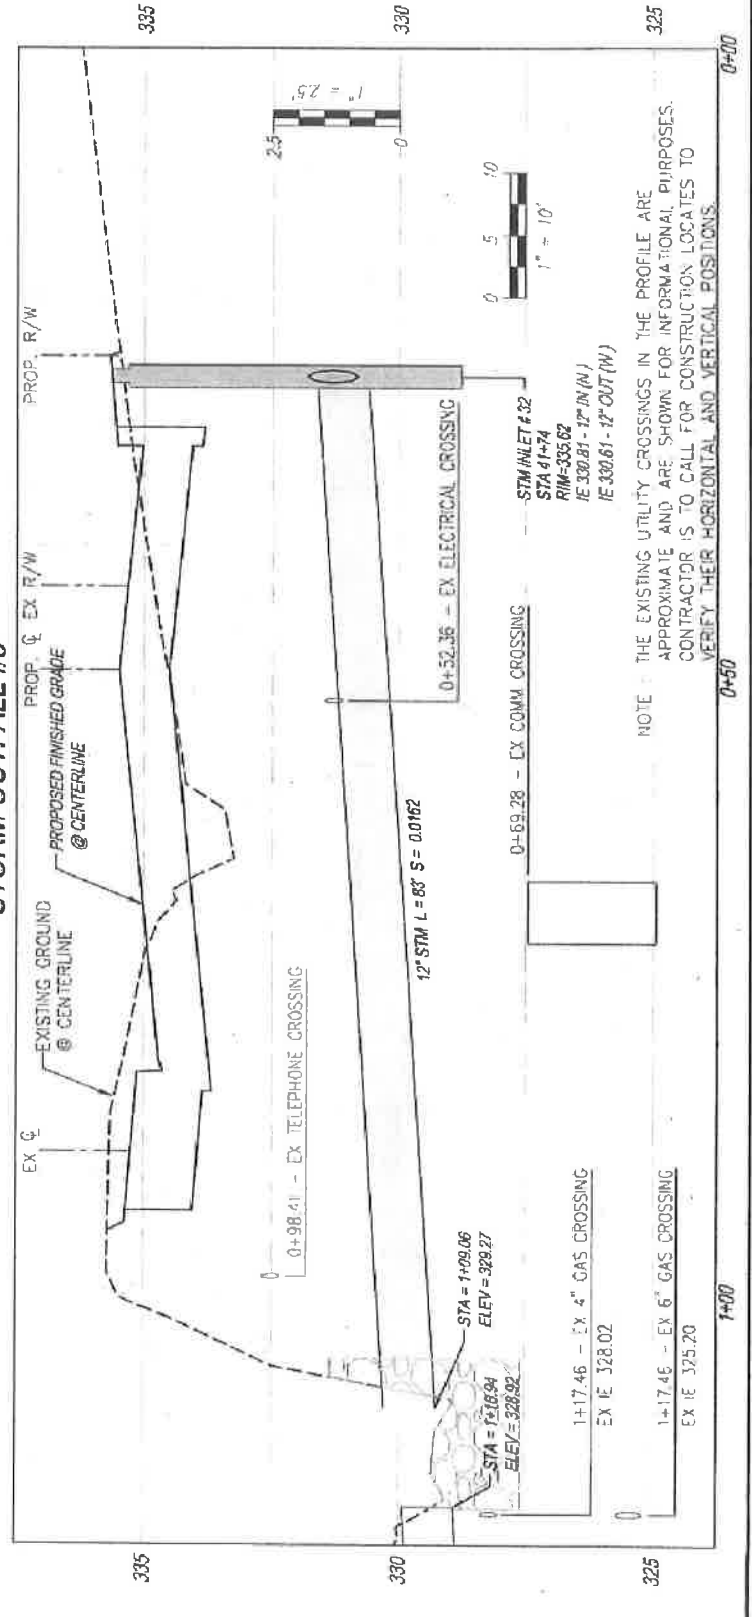 335
330
325
PROP. R/W
PROP. ℄
EX R/W
PROPOSED FINISHED GRADE
@ CENTERLINE
EXISTING GROUND
@ CENTERLINE
EX ℄
2.5
0
1" = 2.5'
0 5 10
1" = 10'
STM INLET # 32
STA 41+74
RIM=335.62
IE 330.81 - 12" IN (N)
IE 330.61 - 12" OUT (W)
0+52.36 - EX ELECTRICAL CROSSING
0+69.28 - EX COMM CROSSING
12" STM L = 83' S = 0.0162
0+98.41 - EX TELEPHONE CROSSING
STA = 1+09.06
ELEV = 329.27
STA = 1+16.94
ELEV = 328.92
1+17.46 - EX 4" GAS CROSSING
EX IE 328.02
1+17.46 - EX 6" GAS CROSSING
EX IE 325.20
NOTE : THE EXISTING UTILITY CROSSINGS IN THE PROFILE ARE
APPROXIMATE AND ARE SHOWN FOR INFORMATIONAL PURPOSES.
CONTRACTOR IS TO CALL FOR CONSTRUCTION LOCATES TO
VERIFY THEIR HORIZONTAL AND VERTICAL POSITIONS.
335
330
325
1+00
0+50
0+00